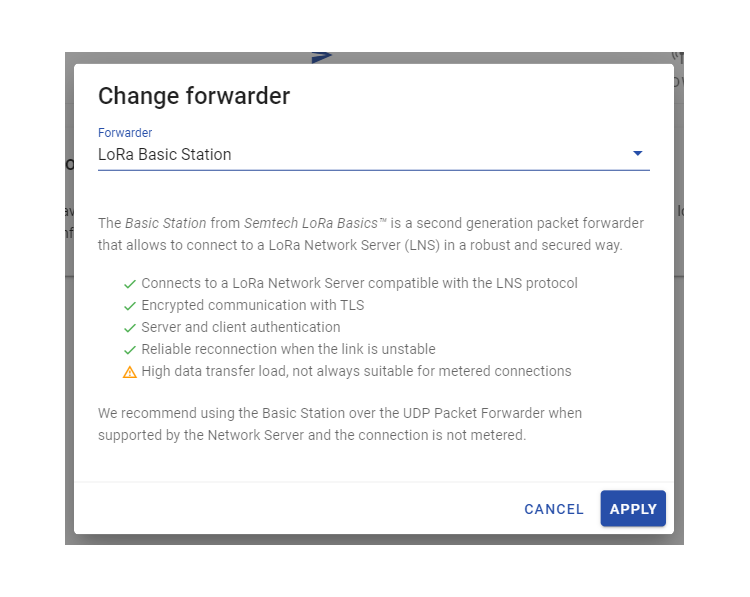 Change forwarder
Forwarder
LoRa Basic Station
The Basic Station from Semtech LoRa Basics™ is a second generation packet forwarder
that allows to connect to a LoRa Network Server (LNS) in a robust and secured way.
Connects to a LoRa Network Server compatible with the LNS protocol
Encrypted communication with TLS
Server and client authentication
Reliable reconnection when the link is unstable
High data transfer load, not always suitable for metered connections
We recommend using the Basic Station over the UDP Packet Forwarder when
supported by the Network Server and the connection is not metered.
CANCEL
APPLY